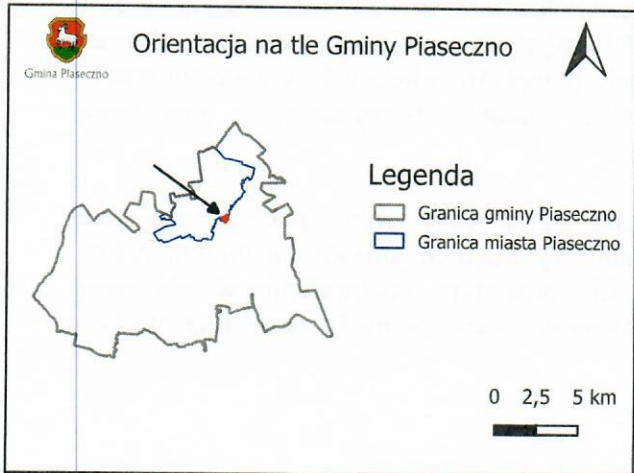 Orientacja na tle Gminy Piaseczno
Gmina Piaseczno
Legenda
Granica gminy Piaseczno
Granica miasta Piaseczno
0 2,5 5 km